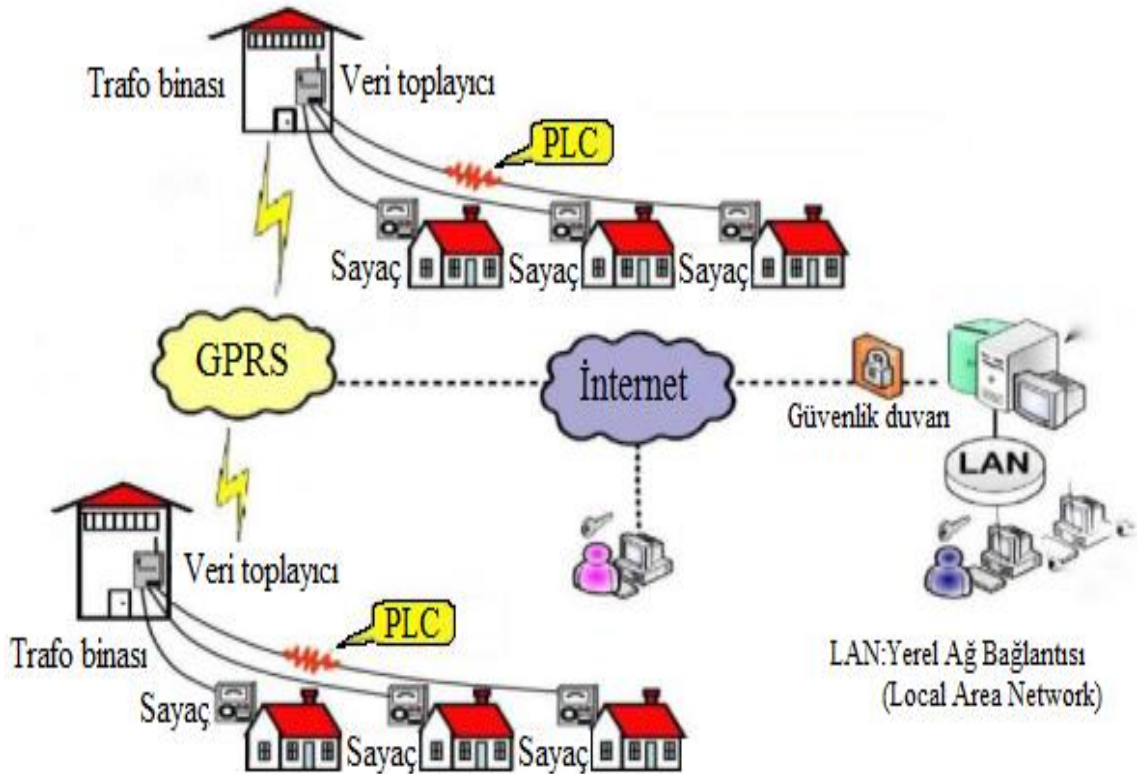 Trafo binası
Veri toplayıcı
PLC
Sayaç
Sayaç
Sayaç
GPRS
İnternet
Güvenlik duvarı
LAN
Veri toplayıcı
PLC
Trafo binası
Sayaç
Sayaç
Sayaç
LAN:Yerel Ağ Bağlantısı
(Local Area Network)